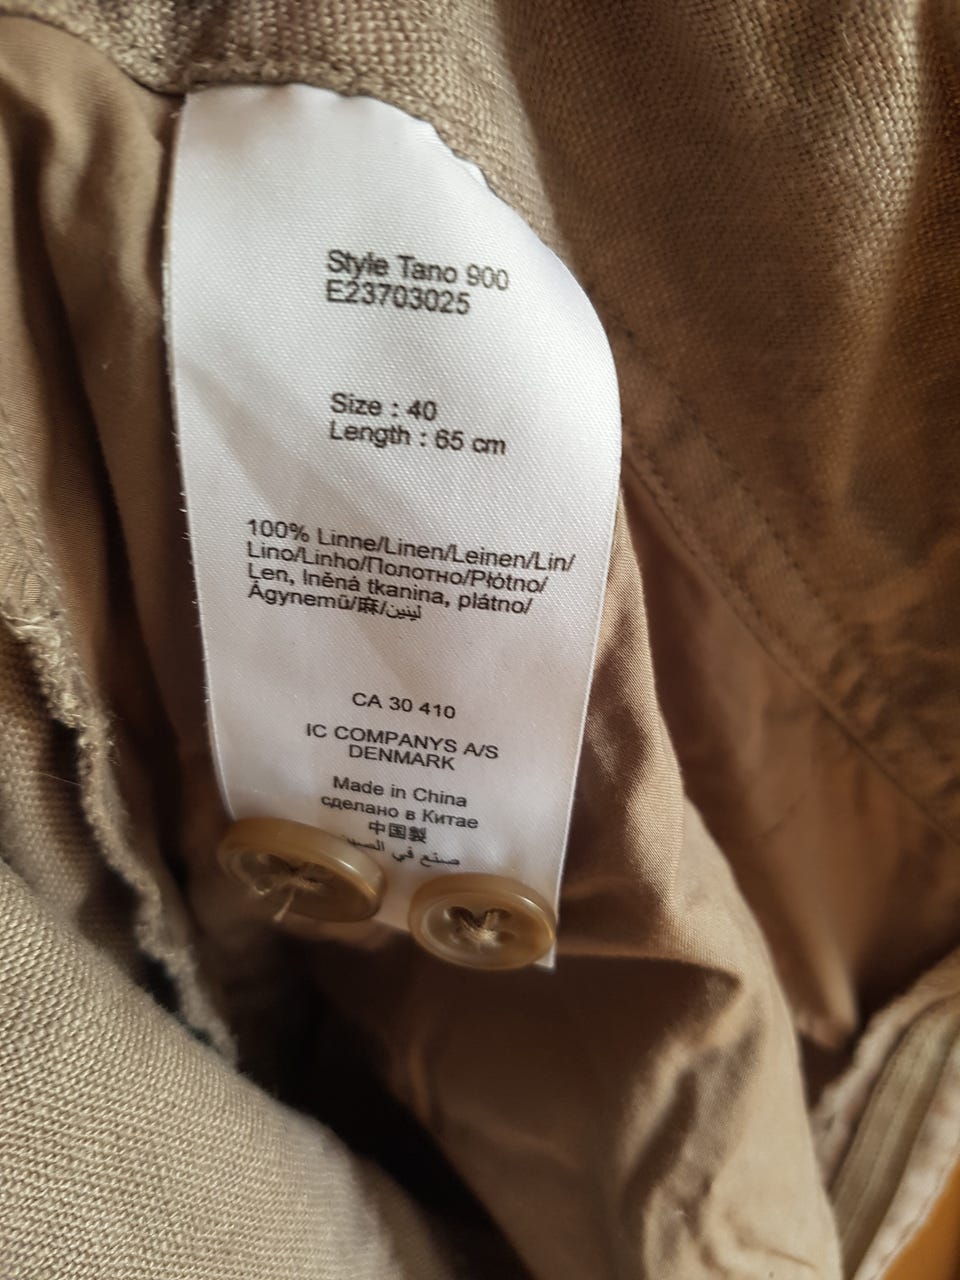 Style Tano 900
E23703025
Size : 40
Length : 65 cm
100% Linne/Linen/Leinen/Lin/
Lino/Linho/Полотно/Płótno/
Len, lněná tkanina, plátno/
Ágynemű/麻/لينين
CA 30 410
IC COMPANYS A/S
DENMARK
Made in China
сделано в Китае
中国製
صنع في